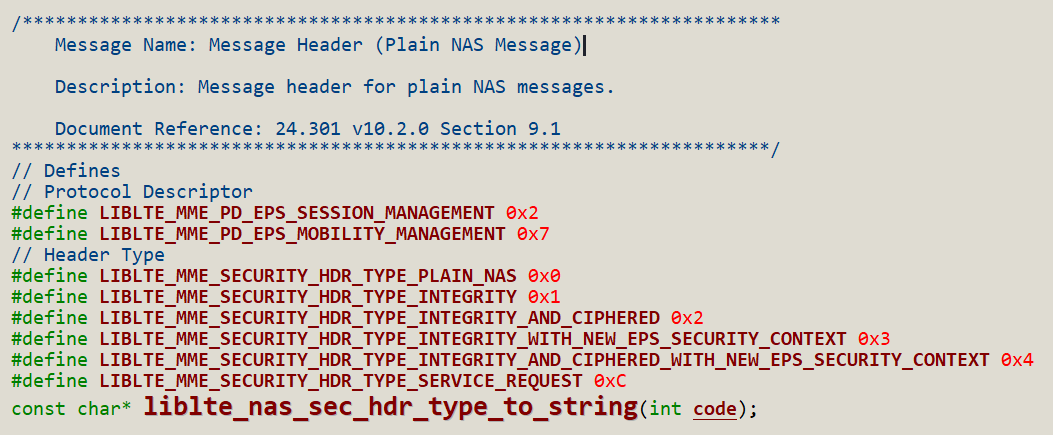 /*********************************************************************
    Message Name: Message Header (Plain NAS Message)

    Description: Message header for plain NAS messages.

    Document Reference: 24.301 v10.2.0 Section 9.1
*********************************************************************/
// Defines
// Protocol Descriptor
#define LIBLTE_MME_PD_EPS_SESSION_MANAGEMENT 0x2
#define LIBLTE_MME_PD_EPS_MOBILITY_MANAGEMENT 0x7
// Header Type
#define LIBLTE_MME_SECURITY_HDR_TYPE_PLAIN_NAS 0x0
#define LIBLTE_MME_SECURITY_HDR_TYPE_INTEGRITY 0x1
#define LIBLTE_MME_SECURITY_HDR_TYPE_INTEGRITY_AND_CIPHERED 0x2
#define LIBLTE_MME_SECURITY_HDR_TYPE_INTEGRITY_WITH_NEW_EPS_SECURITY_CONTEXT 0x3
#define LIBLTE_MME_SECURITY_HDR_TYPE_INTEGRITY_AND_CIPHERED_WITH_NEW_EPS_SECURITY_CONTEXT 0x4
#define LIBLTE_MME_SECURITY_HDR_TYPE_SERVICE_REQUEST 0xC
const char* liblte_nas_sec_hdr_type_to_string(int code);